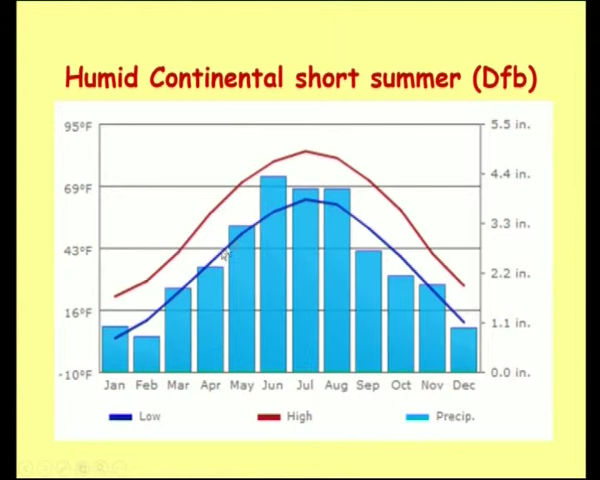 Humid Continental short summer (Dfb)
95°F 5.5 in.
4.4 in.
69°F
3.3 in.
43°F
2.2 in.
16°F 1.1 in.
-10°F 0.0 in.
Jan Feb Mar Apr May Jun Jul Aug Sep Oct Nov Dec
Low High Precip.